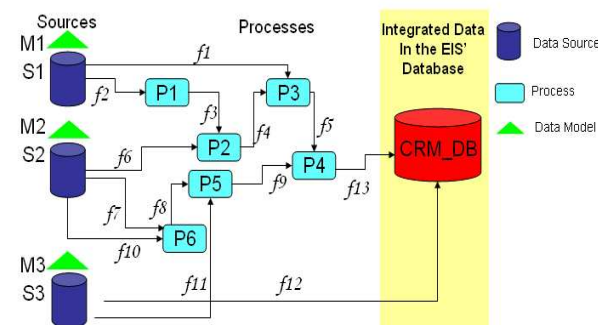 Sources
Processes
Integrated Data
In the EIS'
Database
M1
S1
f1
f2
P1
P3
f3
f4
f5
Data Source
Process
Data Model
M2
S2
f6
P2
P4
CRM_DB
f13
P5
f9
f7
f8
P6
f10
M3
S3
f11
f12